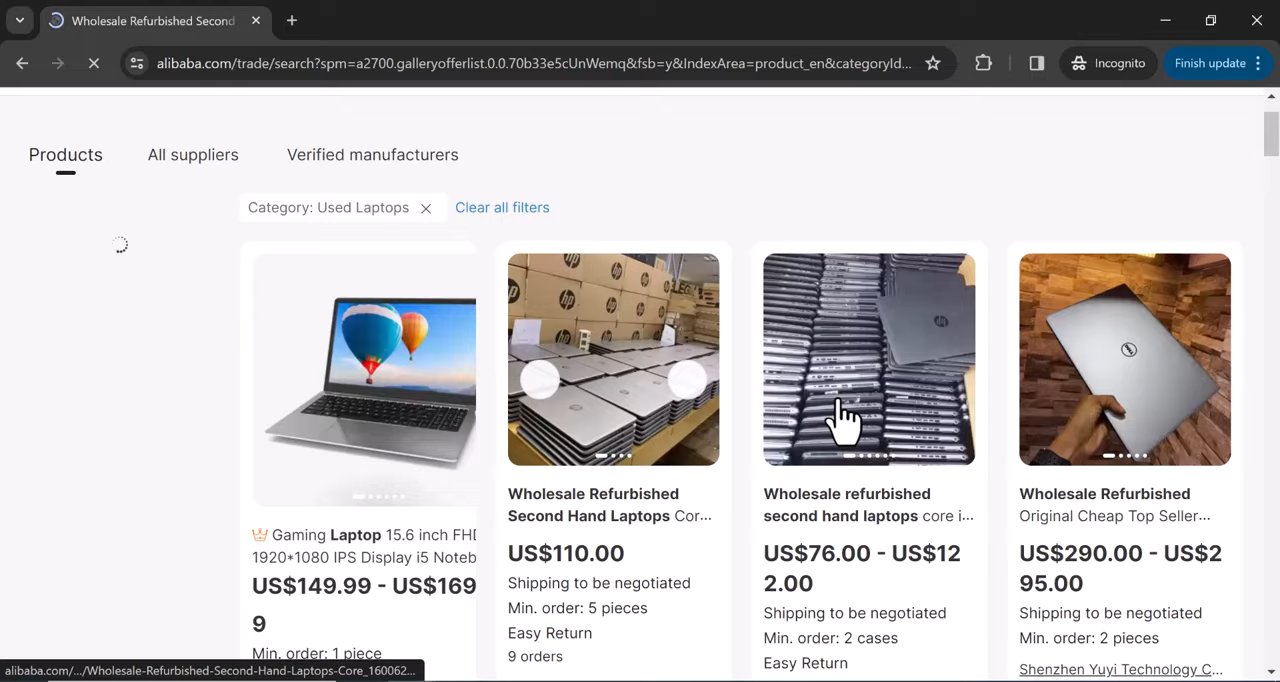 Wholesale Refurbished Second
alibaba.com/trade/search?spm=a2700.galleryofferlist.0.0.70b33e5cUnWemq&fsb=y&IndexArea=product_en&categoryId...
Incognito
Finish update
Products
All suppliers
Verified manufacturers
Category: Used Laptops
Clear all filters
Gaming Laptop 15.6 inch FHD
1920*1080 IPS Display i5 Noteb
US$149.99 - US$169
9
Min. order: 1 piece
Wholesale Refurbished
Second Hand Laptops Cor...
US$110.00
Shipping to be negotiated
Min. order: 5 pieces
Easy Return
9 orders
Wholesale refurbished
second hand laptops core i...
US$76.00 - US$12
2.00
Shipping to be negotiated
Min. order: 2 cases
Easy Return
Wholesale Refurbished
Original Cheap Top Seller...
US$290.00 - US$2
95.00
Shipping to be negotiated
Min. order: 2 pieces
Shenzhen Yuyi Technology C...
alibaba.com/.../Wholesale-Refurbished-Second-Hand-Laptops-Core_160062...